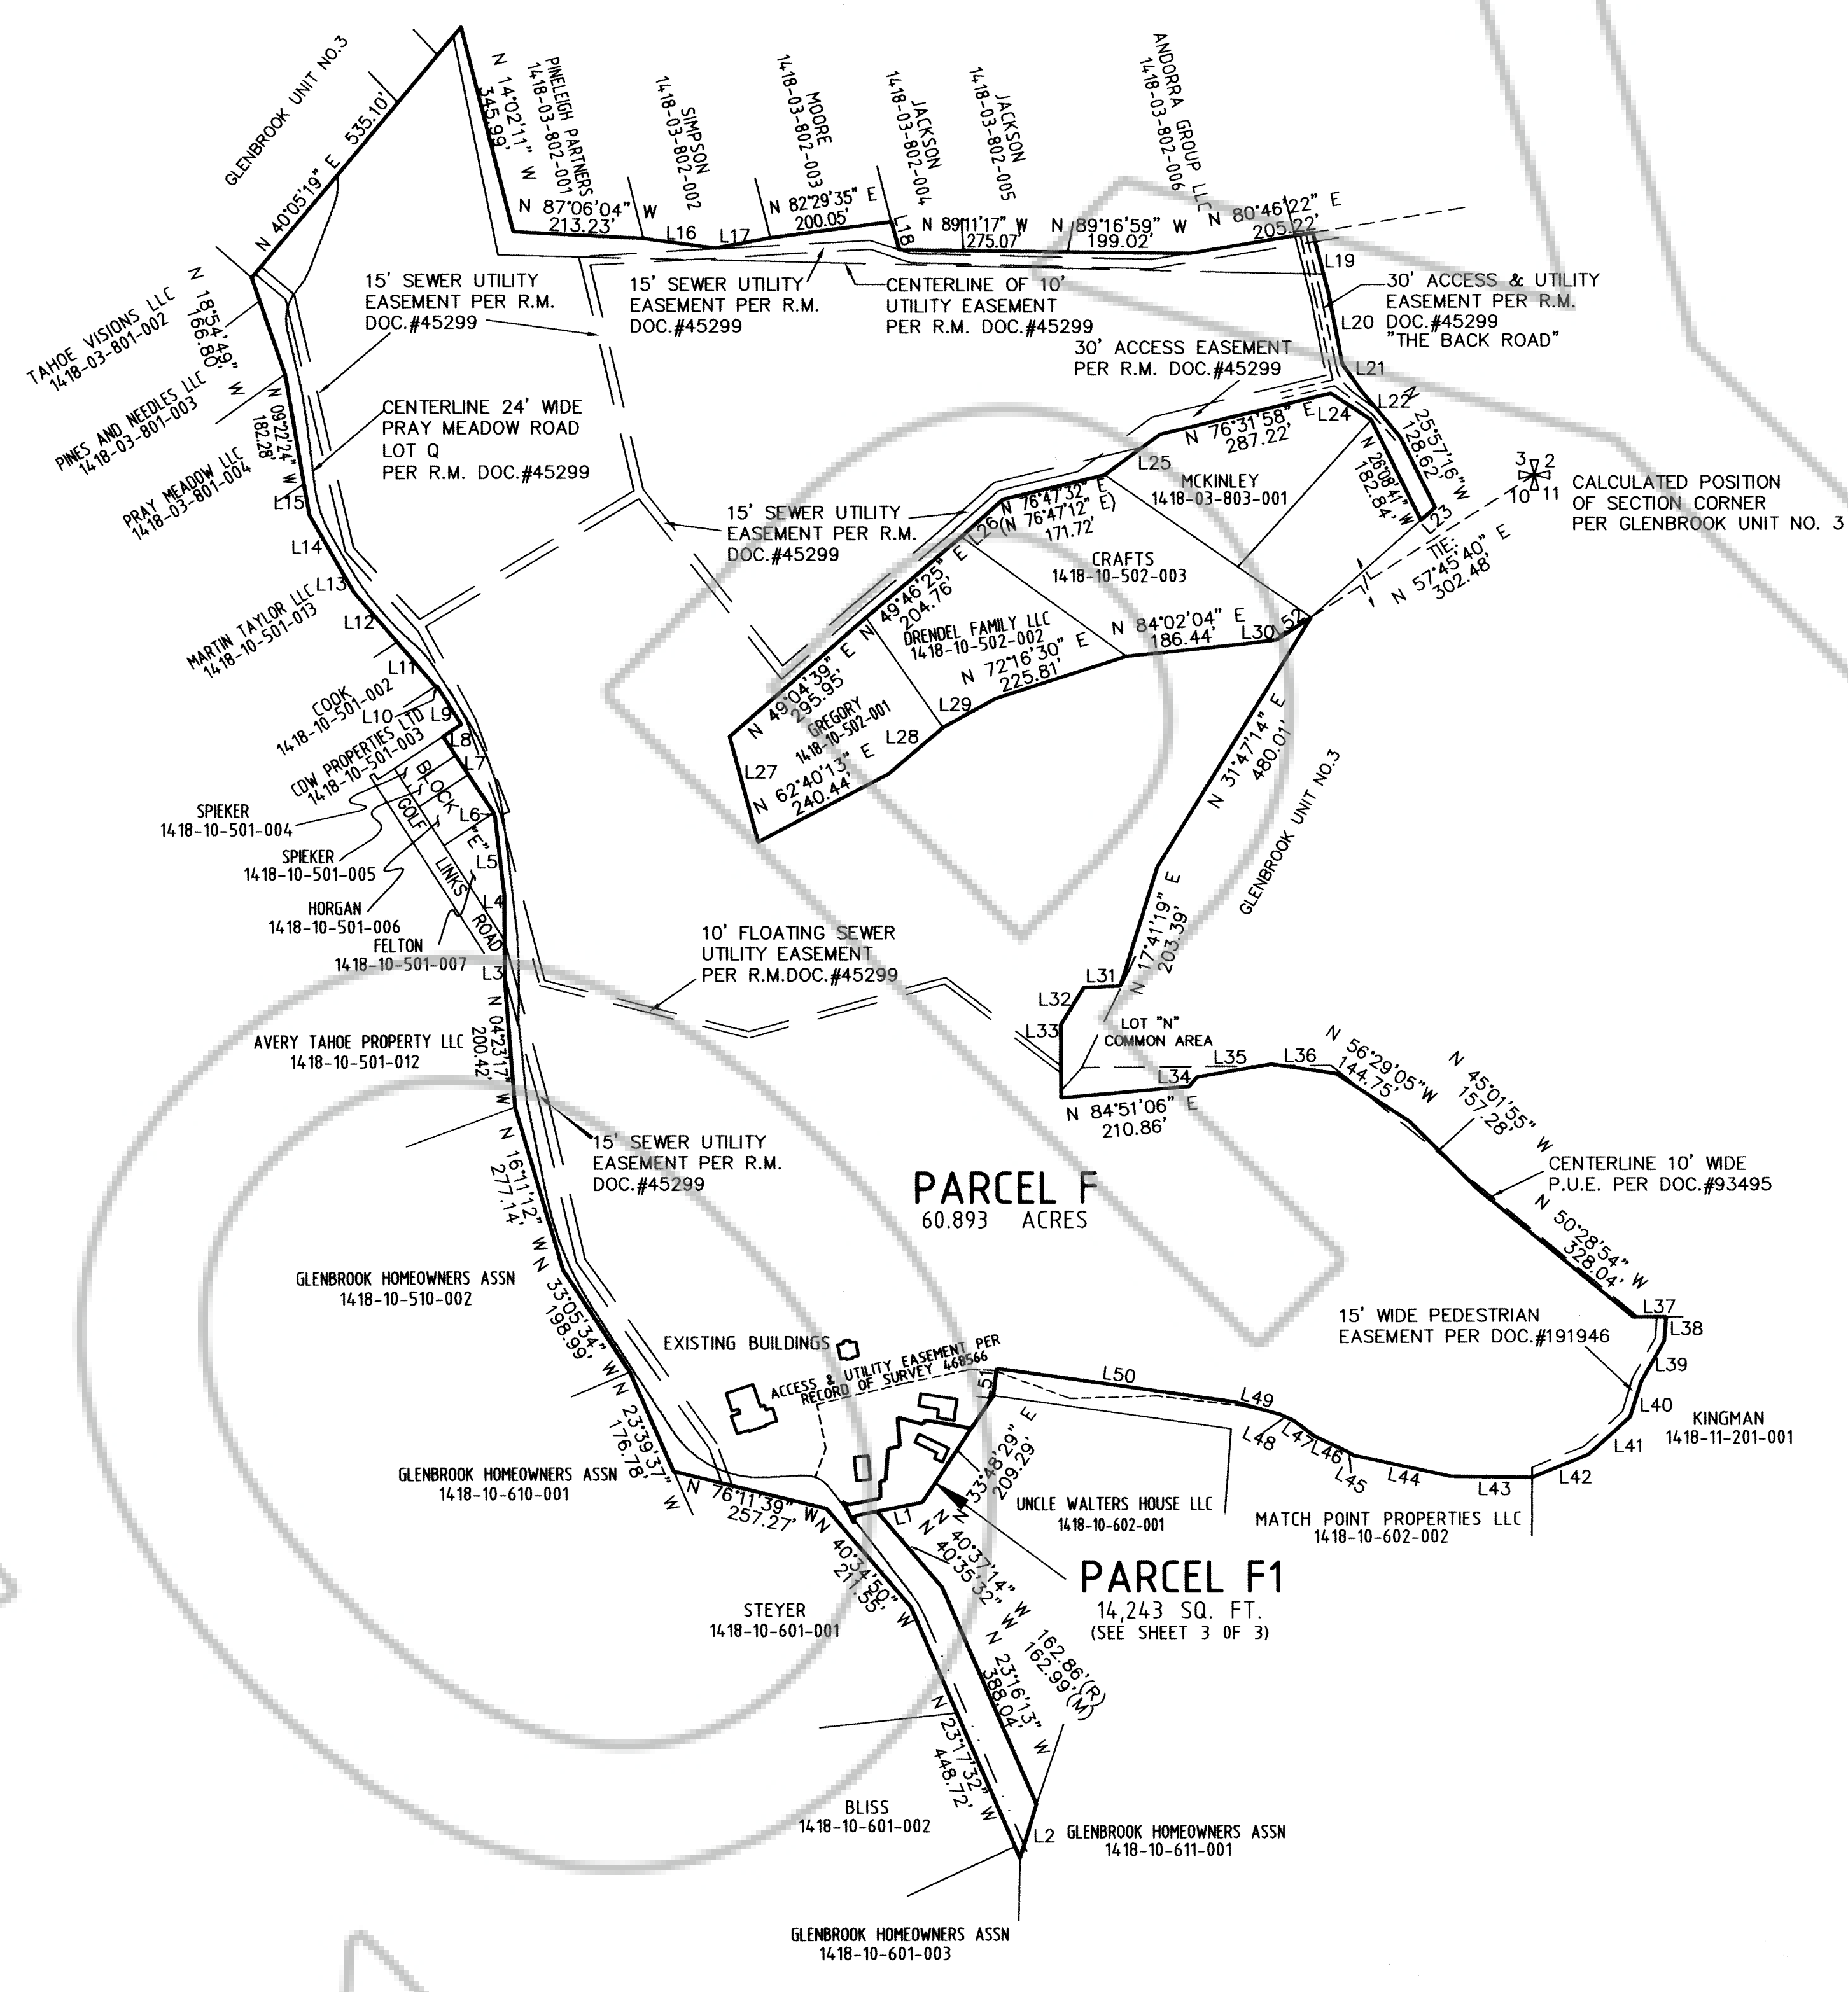 GLENBROOK UNIT NO.3
N 40°05'19" E 535.10'
N 14°02'11" W
345.99'
PINELEIGH PARTNERS
1418-03-802-001
SIMPSON
1418-03-802-002
MOORE
1418-03-802-003
JACKSON
1418-03-802-004
JACKSON
1418-03-802-005
ANDORRA GROUP LLC
1418-03-802-006
N 87°06'04" W
213.23'
L16
L17
N 82°29'35" E
200.05'
L18
N 89°11'17" W
275.07'
N 89°16'59" W
199.02'
N 80°46'22" E
205.22'
L19
L20
L21
L22
30' ACCESS & UTILITY
EASEMENT PER R.M.
DOC.#45299
"THE BACK ROAD"
15' SEWER UTILITY
EASEMENT PER R.M.
DOC.#45299
15' SEWER UTILITY
EASEMENT PER R.M.
DOC.#45299
CENTERLINE OF 10'
UTILITY EASEMENT
PER R.M. DOC.#45299
30' ACCESS EASEMENT
PER R.M. DOC.#45299
TAHOE VISIONS LLC
1418-03-801-002
N 18°54'49" W
166.80'
PINES AND NEEDLES LLC
1418-03-801-003
N 09°22'24" W
182.28'
PRAY MEADOW LLC
1418-03-801-004
CENTERLINE 24' WIDE
PRAY MEADOW ROAD
LOT Q
PER R.M. DOC.#45299
L15
L14
L13
L12
L11
L10
L9
L8
L7
L6
L5
L4
L3
N 25°57'16" W
128.62'
L24
N 76°31'58" E
287.22'
N 26°08'41" W
182.84'
L23
L25
MCKINLEY
1418-03-803-001
3
2
10
11
CALCULATED POSITION
OF SECTION CORNER
PER GLENBROOK UNIT NO. 3
TIE:
N 57°45'40" E
302.48'
15' SEWER UTILITY
EASEMENT PER R.M.
DOC.#45299
N 76°47'32" E
(N 76°47'12" E)
171.72'
L26
CRAFTS
1418-10-502-003
N 49°46'25" E
204.76'
DRENDEL FAMILY LLC
1418-10-502-002
N 84°02'04" E
186.44'
L30
L52
N 72°16'30" E
225.81'
L29
L28
N 49°04'39" E
295.95'
GREGORY
1418-10-502-001
L27
N 62°40'13" E
240.44'
MARTIN TAYLOR LLC
1418-10-501-013
COOK
1418-10-501-002
CDW PROPERTIES LTD
1418-10-501-003
SPIEKER
1418-10-501-004
SPIEKER
1418-10-501-005
HORGAN
1418-10-501-006
FELTON
1418-10-501-007
BLOCK "E"
GOLF LINKS ROAD
N 31°47'14" E
480.01'
GLENBROOK UNIT NO.3
N 17°41'19" E
203.39'
10' FLOATING SEWER
UTILITY EASEMENT
PER R.M.DOC.#45299
L31
L32
L33
LOT "N"
COMMON AREA
L34
L35
L36
N 84°51'06" E
210.86'
N 04°23'17" W
200.42'
AVERY TAHOE PROPERTY LLC
1418-10-501-012
15' SEWER UTILITY
EASEMENT PER R.M.
DOC.#45299
PARCEL F
60.893 ACRES
N 56°29'05" W
144.75'
N 45°01'55" W
157.28'
CENTERLINE 10' WIDE
P.U.E. PER DOC.#93495
N 50°28'54" W
328.04'
N 16°11'12" W
277.14'
GLENBROOK HOMEOWNERS ASSN
1418-10-510-002
N 33°05'34" W
198.99'
L37
L38
15' WIDE PEDESTRIAN
EASEMENT PER DOC.#191946
L39
L40
L41
L42
L43
L44
L45
L46
L47
L48
L49
L50
L51
KINGMAN
1418-11-201-001
EXISTING BUILDINGS
ACCESS & UTILITY EASEMENT PER
RECORD OF SURVEY 468566
N 23°39'37" W
176.78'
GLENBROOK HOMEOWNERS ASSN
1418-10-610-001
N 76°11'39" W
257.27'
N 33°48'29" E
209.29'
UNCLE WALTERS HOUSE LLC
1418-10-602-001
MATCH POINT PROPERTIES LLC
1418-10-602-002
L1
N 40°34'50" W
211.55'
N 40°37'14" W 162.86'(R)
N 40°35'32" W 162.99'(M)
PARCEL F1
14,243 SQ. FT.
(SEE SHEET 3 OF 3)
STEYER
1418-10-601-001
N 23°16'13" W
388.04'
N 23°17'32" W
448.72'
BLISS
1418-10-601-002
L2
GLENBROOK HOMEOWNERS ASSN
1418-10-611-001
GLENBROOK HOMEOWNERS ASSN
1418-10-601-003